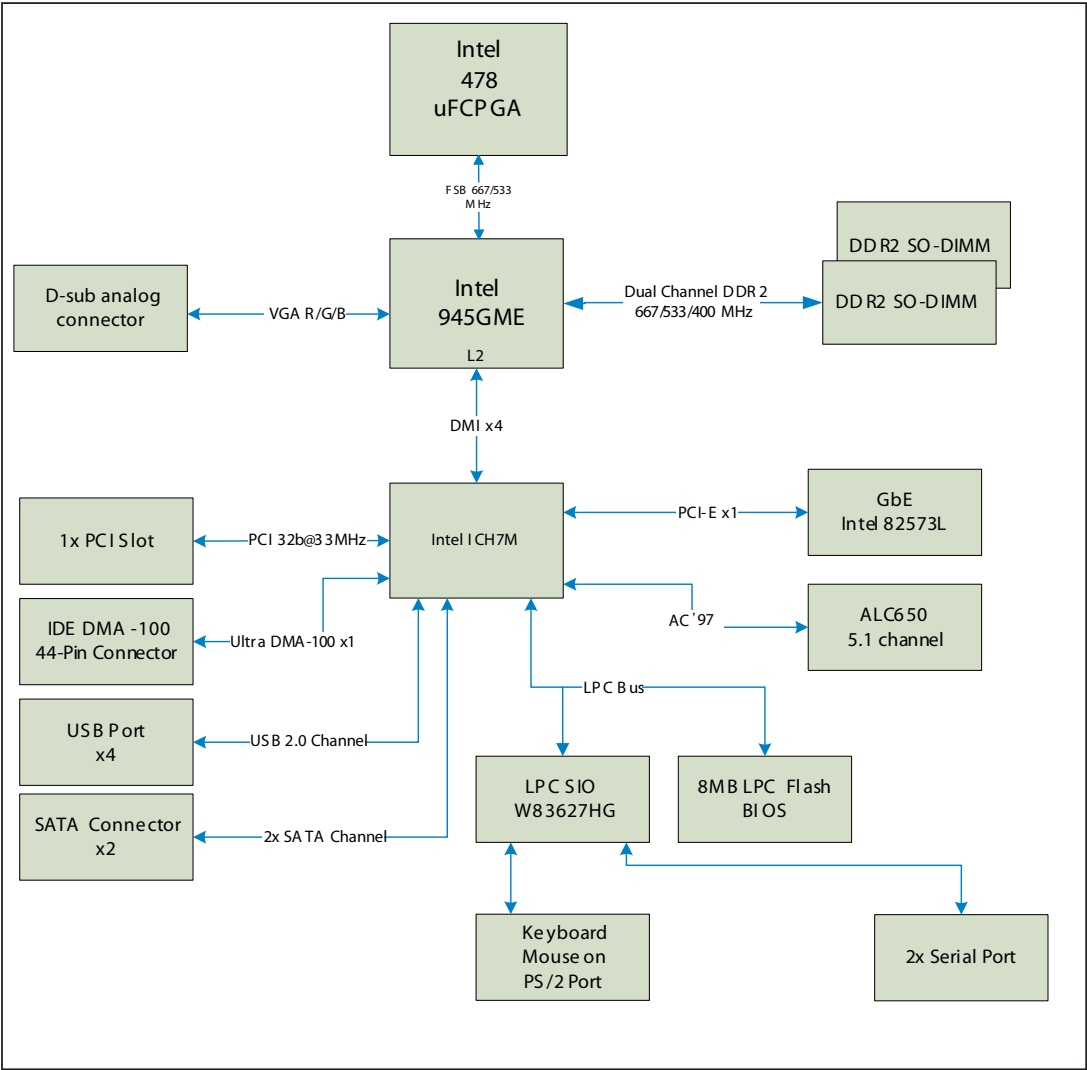 Intel
478
uFCPGA
FSB 667/533
MHz
DDR2 SO-DIMM
DDR2 SO-DIMM
D-sub analog
connector
VGA R/G/B
Intel
945GME
L2
Dual Channel DDR2
667/533/400 MHz
DMI x4
1x PCI Slot
PCI 32b@33MHz
Intel ICH7M
PCI-E x1
GbE
Intel 82573L
IDE DMA -100
44-Pin Connector
Ultra DMA-100 x1
AC'97
ALC650
5.1 channel
LPC Bus
USB Port
x4
USB 2.0 Channel
SATA Connector
x2
2x SATA Channel
LPC SIO
W83627HG
8MB LPC Flash
BIOS
Keyboard
Mouse on
PS/2 Port
2x Serial Port